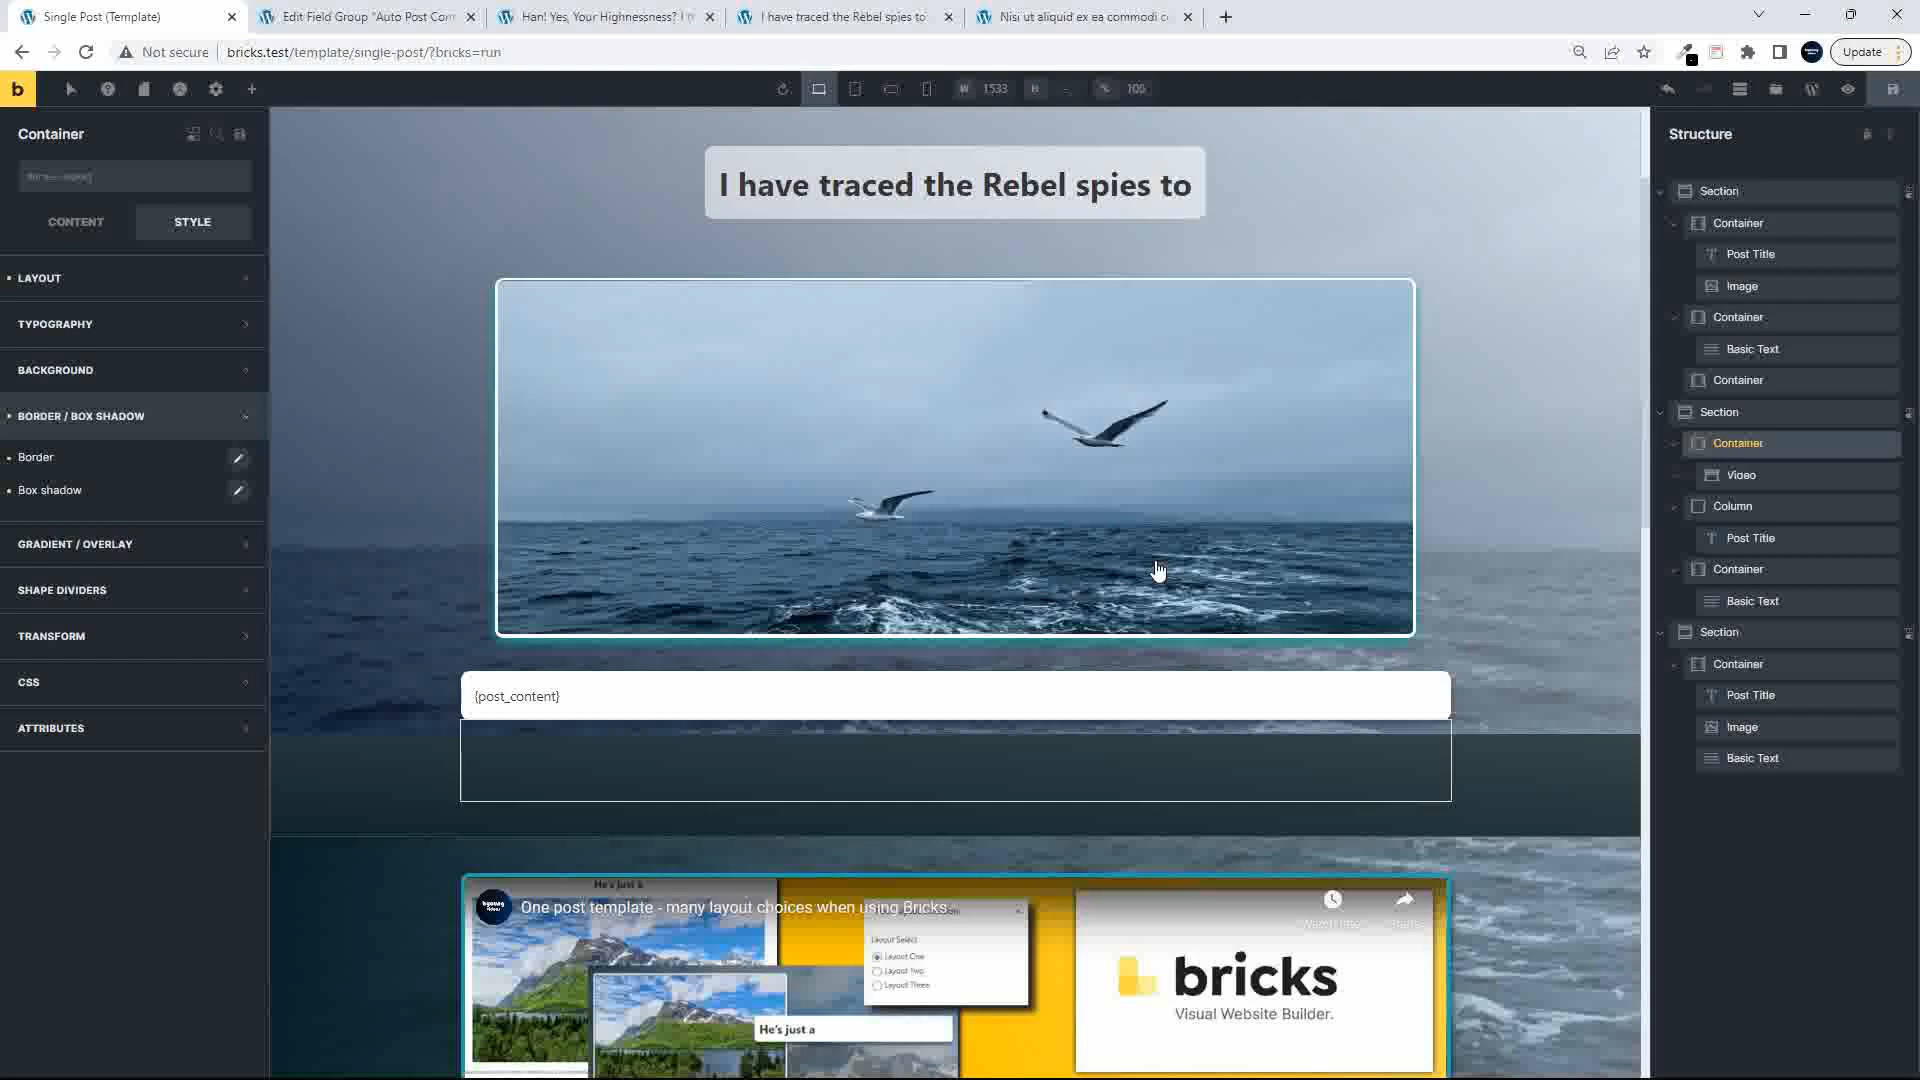 Single Post (Template)
Edit Field Group "Auto Post Com
Han! Yes, Your Highnessness? I m
I have traced the Rebel spies to
Nisi ut aliquid ex ea commodi co
Not secure
bricks.test/template/single-post/?bricks=run
Update
b
W 1533
H -
% 106
Container
CONTENT
STYLE
LAYOUT
TYPOGRAPHY
BACKGROUND
BORDER / BOX SHADOW
Border
Box shadow
GRADIENT / OVERLAY
SHAPE DIVIDERS
TRANSFORM
CSS
ATTRIBUTES
I have traced the Rebel spies to
{post_content}
He's just a
One post template - many layout choices when using Bricks
Layout Select
Layout One
Layout Two
Layout Three
He's just a
bricks
Visual Website Builder.
Structure
Section
Container
Post Title
Image
Container
Basic Text
Container
Section
Container
Video
Column
Post Title
Container
Basic Text
Section
Container
Post Title
Image
Basic Text